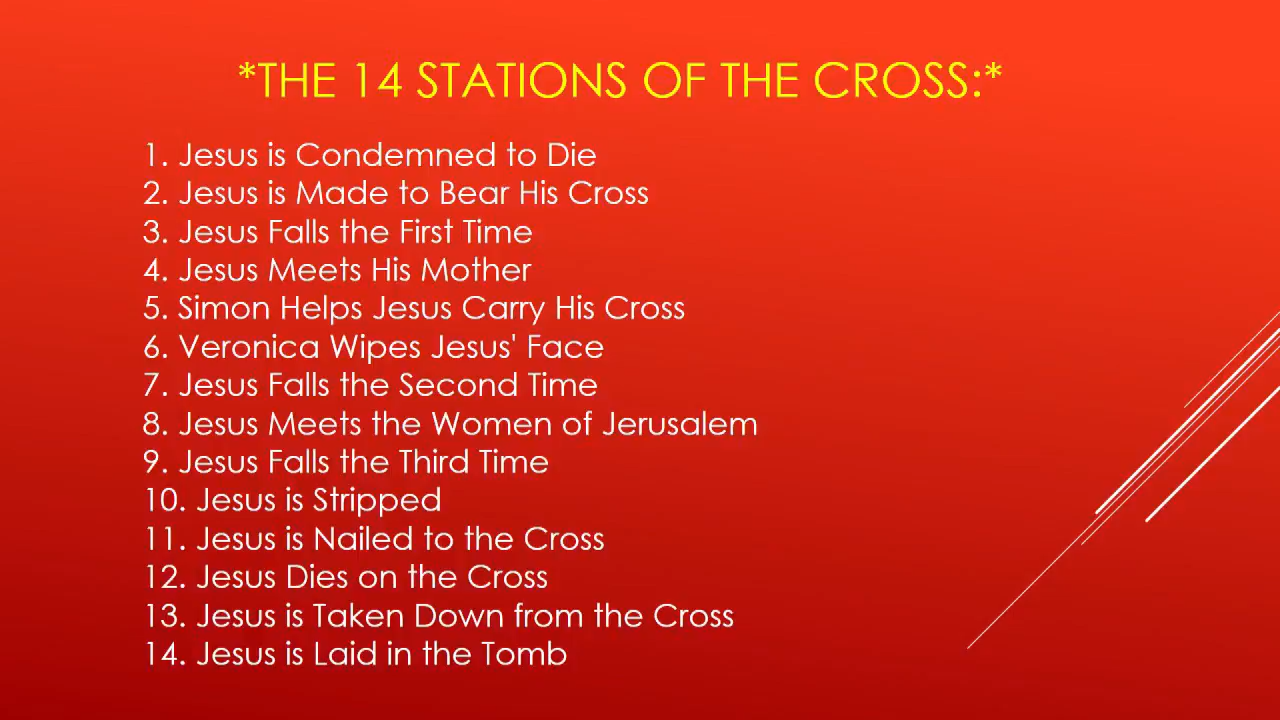 *THE 14 STATIONS OF THE CROSS:*
1. Jesus is Condemned to Die
2. Jesus is Made to Bear His Cross
3. Jesus Falls the First Time
4. Jesus Meets His Mother
5. Simon Helps Jesus Carry His Cross
6. Veronica Wipes Jesus' Face
7. Jesus Falls the Second Time
8. Jesus Meets the Women of Jerusalem
9. Jesus Falls the Third Time
10. Jesus is Stripped
11. Jesus is Nailed to the Cross
12. Jesus Dies on the Cross
13. Jesus is Taken Down from the Cross
14. Jesus is Laid in the Tomb